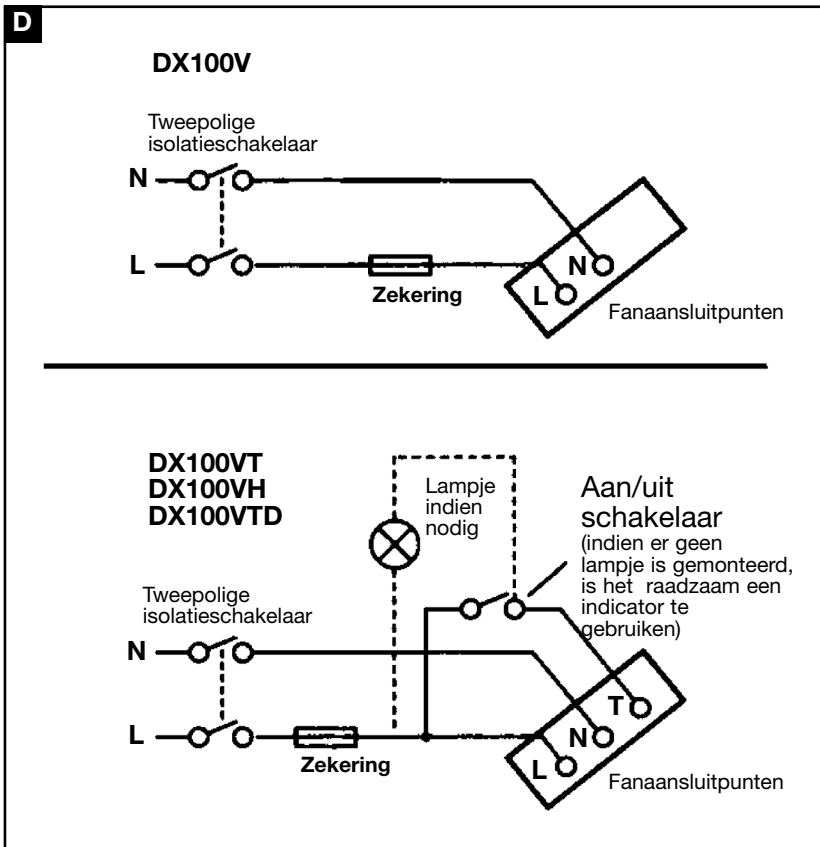 D
DX100V
Tweepolige
isolatieschakelaar
N
L
Zekering
N
L
Fanaansluitpunten
DX100VT
DX100VH
DX100VTD
Lampje
indien
nodig
Aan/uit
schakelaar
(indien er geen
lampje is gemonteerd,
is het raadzaam een
indicator te
gebruiken)
Tweepolige
isolatieschakelaar
N
L
Zekering
T
N
L
Fanaansluitpunten